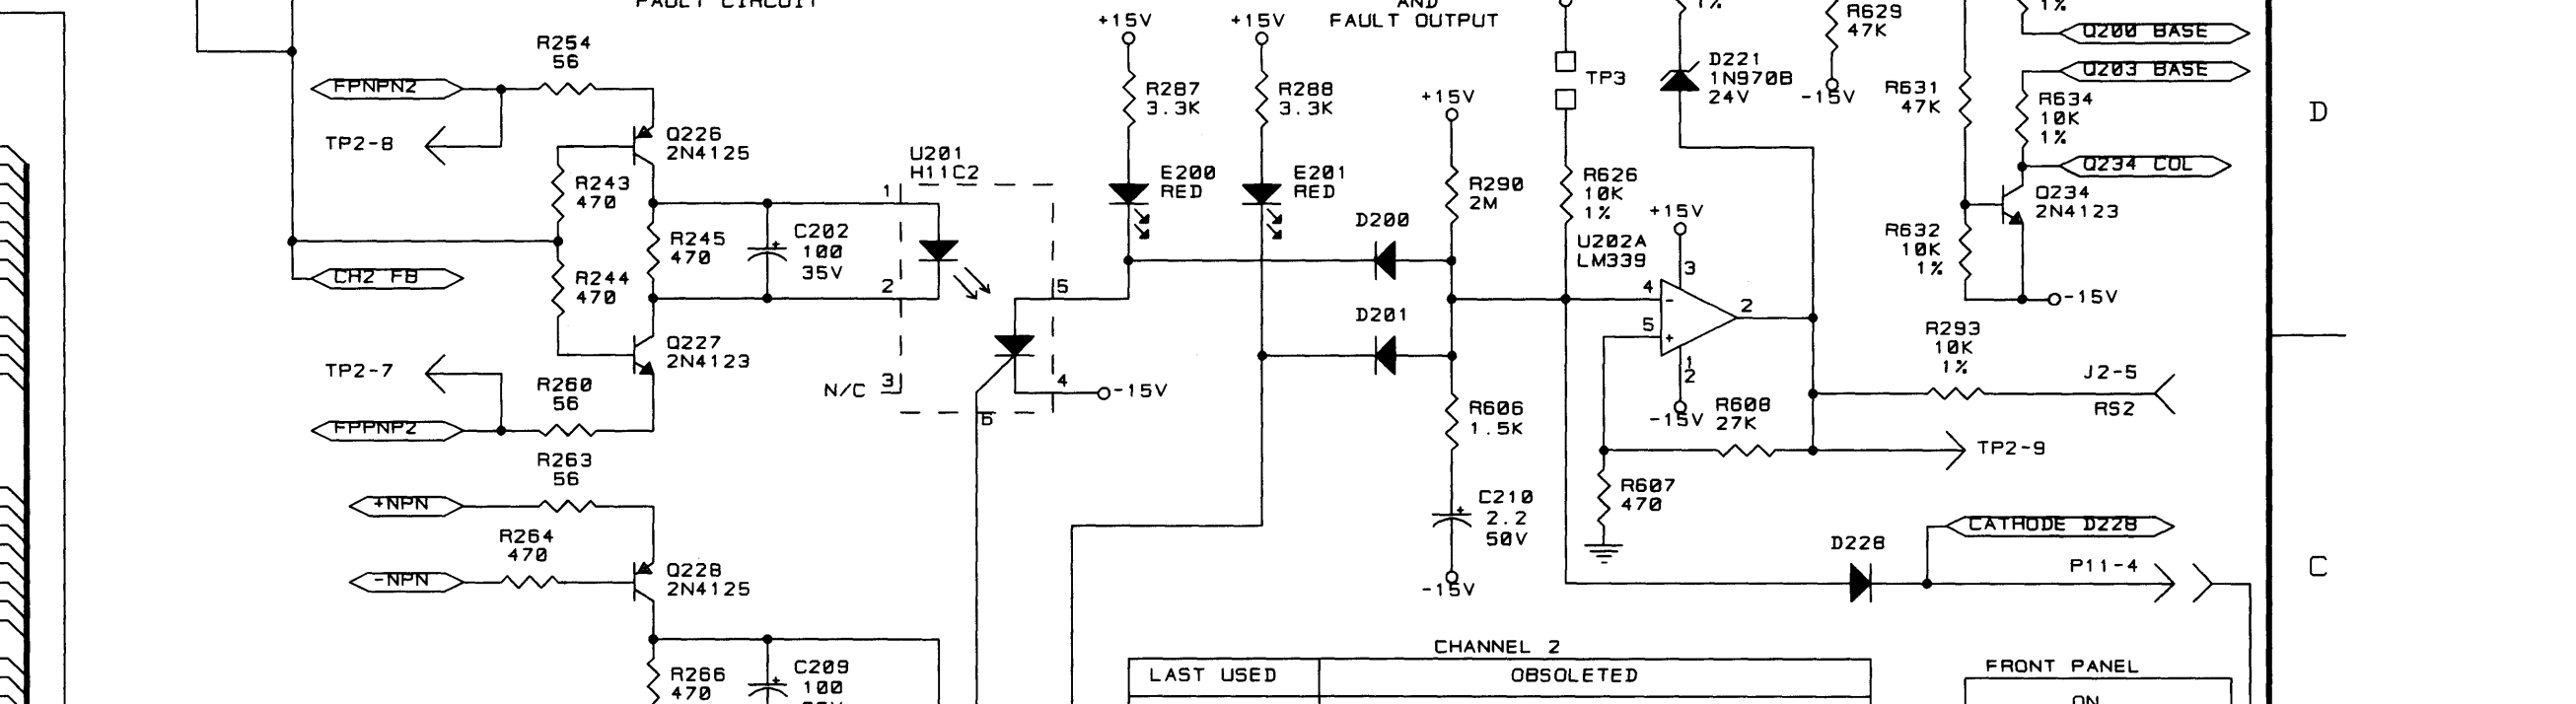 FAULT CIRCUIT
AND
FAULT OUTPUT
+15V
+15V
1%
R629
47K
-15V
1%
Q200 BASE
Q203 BASE
R254
56
FPNPN2
TP2-8
Q226
2N4125
R243
470
R245
470
R244
470
CH2 FB
C202
100
35V
+
U201
H11C2
1
2
N/C 3
5
4
6
-15V
R287
3.3K
R288
3.3K
E200
RED
E201
RED
D200
D201
+15V
R290
2M
TP3
D221
1N970B
24V
R626
10K
1%
+15V
U202A
LM339
3
4
-
5
+
2
12
-15V
R631
47K
R634
10K
1%
Q234 COL
Q234
2N4123
R632
10K
1%
-15V
D
R293
10K
1%
J2-5
RS2
Q227
2N4123
TP2-7
R260
56
FPPNP2
R606
1.5K
R608
27K
TP2-9
R607
470
C210
2.2
50V
+
-15V
R263
56
+NPN
R264
470
-NPN
Q228
2N4125
CATHODE D228
D228
P11-4
C
R266
470
C209
100
+
CHANNEL 2
LAST USED
OBSOLETED
FRONT PANEL
ON